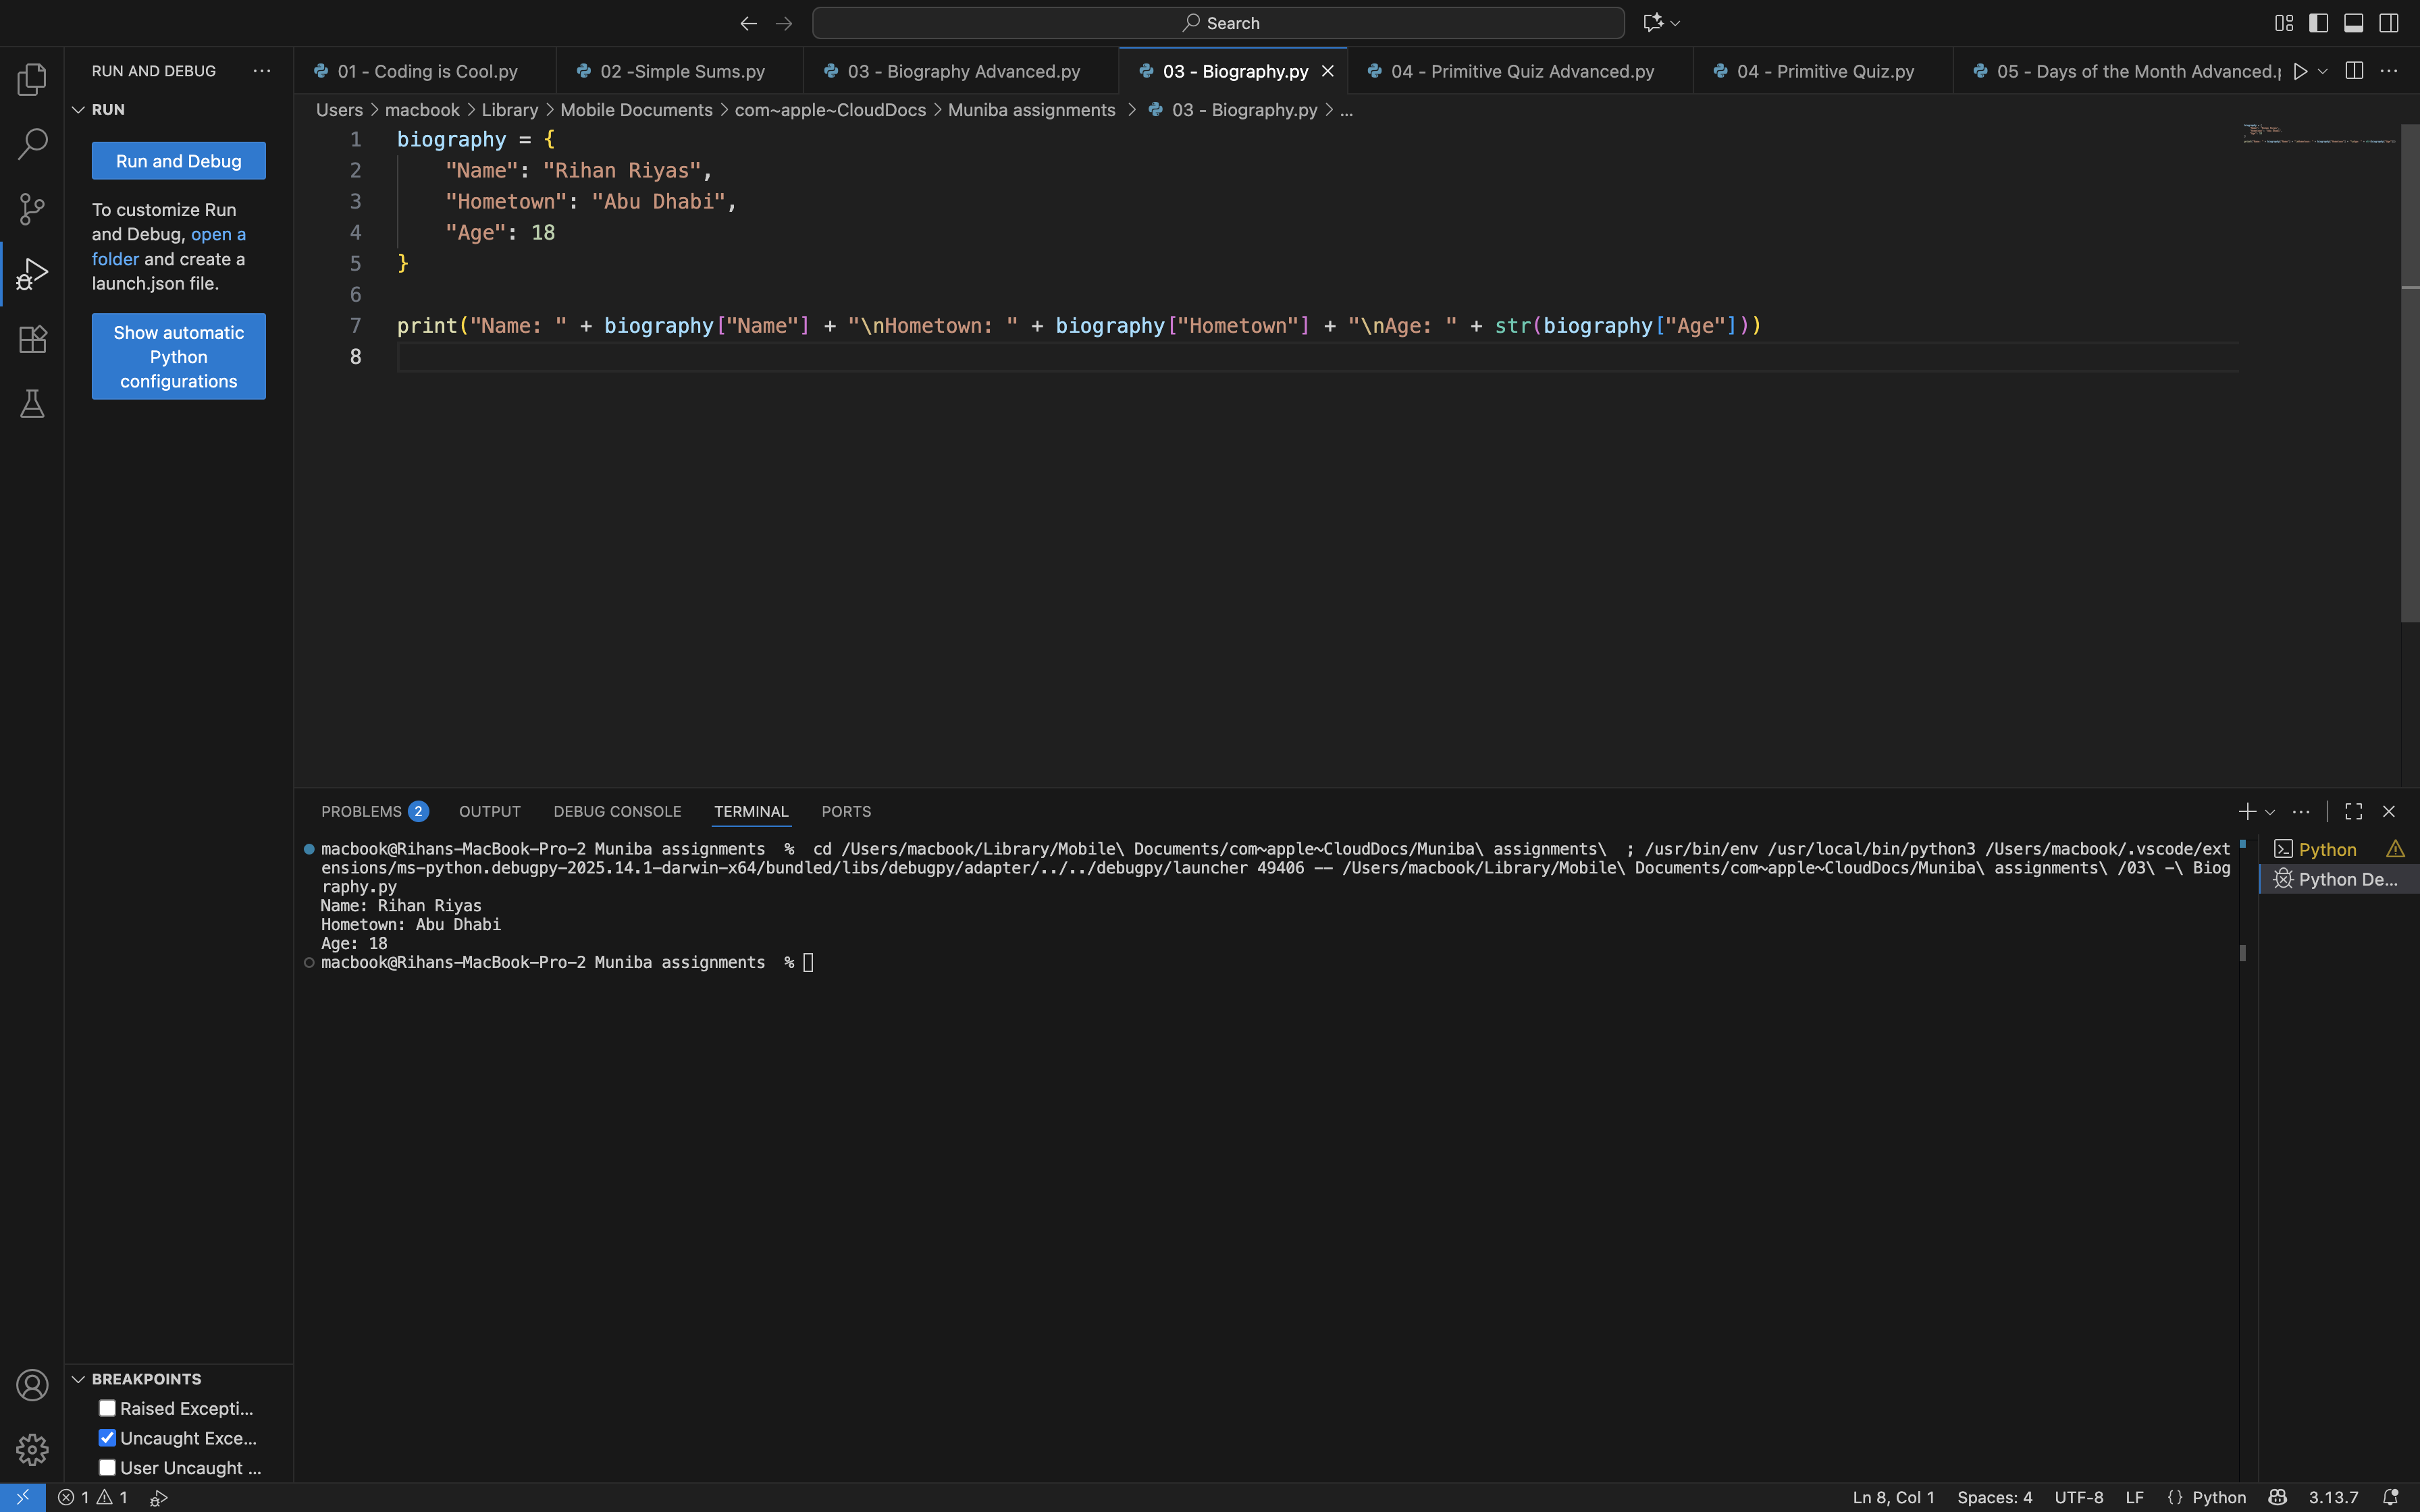 Search
RUN AND DEBUG
01 - Coding is Cool.py
02 -Simple Sums.py
03 - Biography Advanced.py
03 - Biography.py
04 - Primitive Quiz Advanced.py
04 - Primitive Quiz.py
05 - Days of the Month Advanced.p
RUN
Run and Debug
To customize Run
and Debug, open a
folder and create a
launch.json file.
Show automatic
Python
configurations
Users > macbook > Library > Mobile Documents > com~apple~CloudDocs > Muniba assignments > 03 - Biography.py > ...
1 biography = {
2 "Name": "Rihan Riyas",
3 "Hometown": "Abu Dhabi",
4 "Age": 18
5 }
6
7 print("Name: " + biography["Name"] + "\nHometown: " + biography["Hometown"] + "\nAge: " + str(biography["Age"]))
8
PROBLEMS 2 OUTPUT DEBUG CONSOLE TERMINAL PORTS
macbook@Rihans-MacBook-Pro-2 Muniba assignments % cd /Users/macbook/Library/Mobile\ Documents/com~apple~CloudDocs/Muniba\ assignments\ ; /usr/bin/env /usr/local/bin/python3 /Users/macbook/.vscode/ext
ensions/ms-python.debugpy-2025.14.1-darwin-x64/bundled/libs/debugpy/adapter/../../debugpy/launcher 49406 -- /Users/macbook/Library/Mobile\ Documents/com~apple~CloudDocs/Muniba\ assignments\ /03\ -\ Biog
raphy.py
Name: Rihan Riyas
Hometown: Abu Dhabi
Age: 18
macbook@Rihans-MacBook-Pro-2 Muniba assignments %
Python
Python De...
BREAKPOINTS
Raised Excepti...
Uncaught Exce...
User Uncaught ...
1 1
Ln 8, Col 1 Spaces: 4 UTF-8 LF {} Python 3.13.7